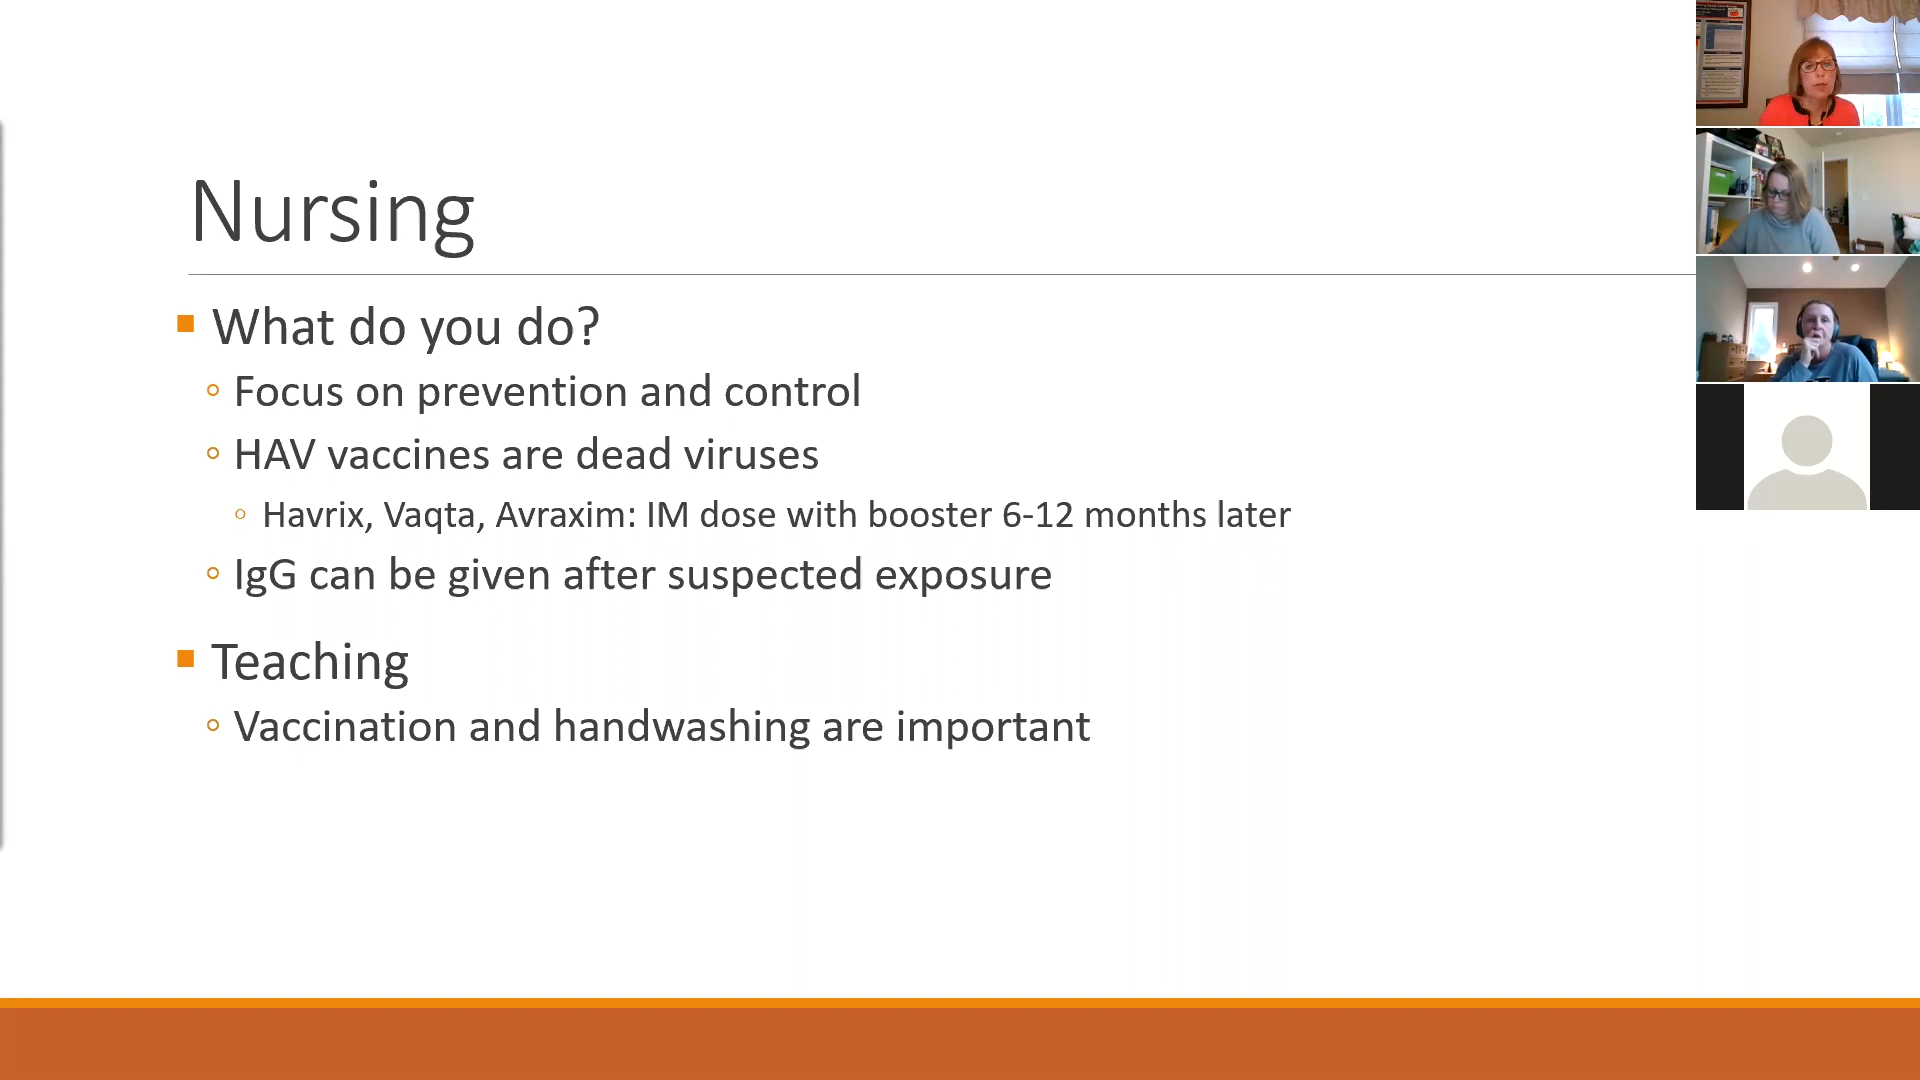 Nursing
What do you do?
Focus on prevention and control
HAV vaccines are dead viruses
Havrix, Vaqta, Avraxim: IM dose with booster 6-12 months later
IgG can be given after suspected exposure
Teaching
Vaccination and handwashing are important